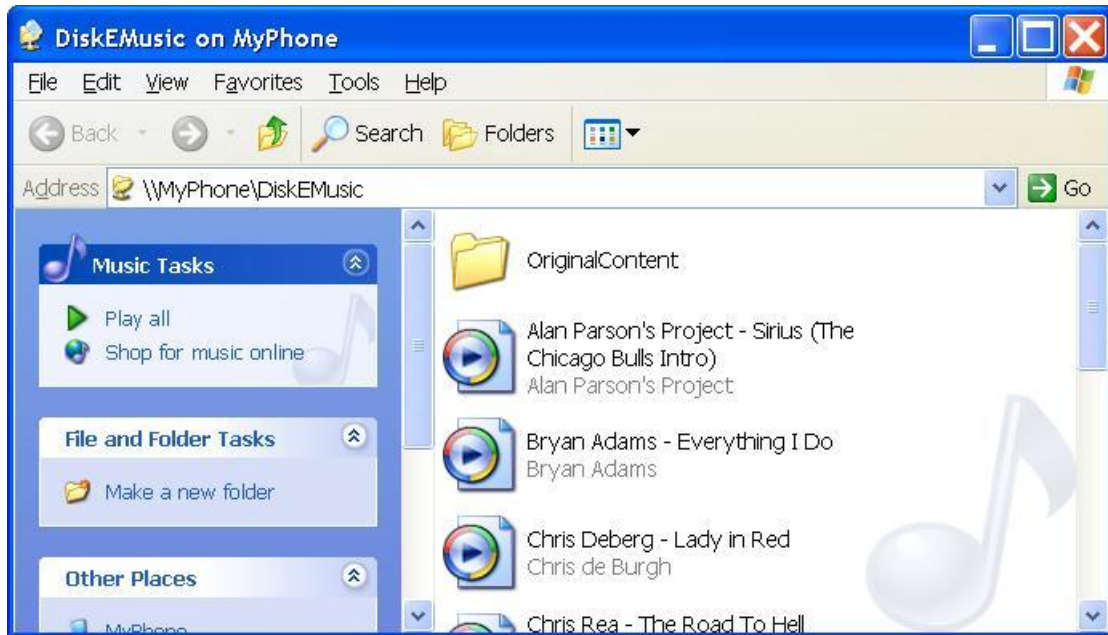 DiskEMusic on MyPhone
File Edit View Favorites Tools Help
Back Search Folders
Address \\MyPhone\DiskEMusic Go
Music Tasks
Play all
Shop for music online
File and Folder Tasks
Make a new folder
Other Places
MyPhone
OriginalContent
Alan Parson's Project - Sirius (The
Chicago Bulls Intro)
Alan Parson's Project
Bryan Adams - Everything I Do
Bryan Adams
Chris Deberg - Lady in Red
Chris de Burgh
Chris Rea - The Road To Hell